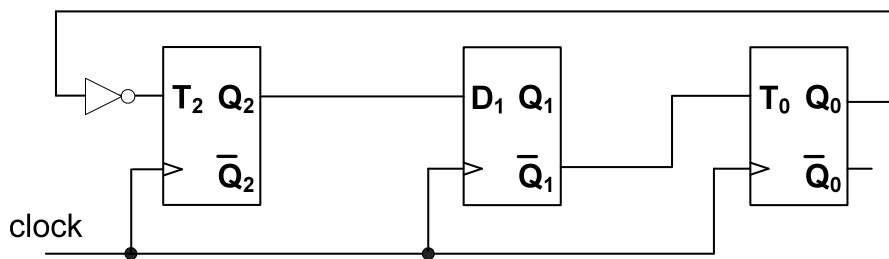 T₂ Q₂
Q̅₂
D₁ Q₁
Q̅₁
T₀ Q₀
Q̅₀
clock